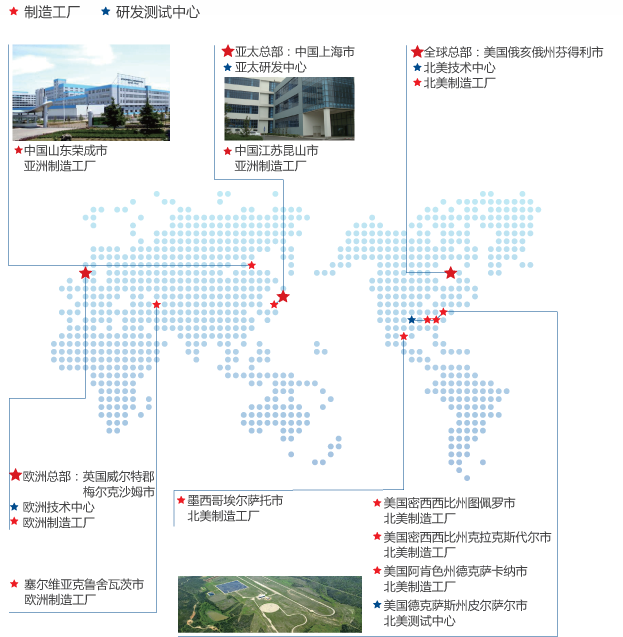 制造工厂
研发测试中心
亚太总部：中国上海市
亚太研发中心
全球总部：美国俄亥俄州芬得利市
北美技术中心
北美制造工厂
中国山东荣成市
亚洲制造工厂
中国江苏昆山市
亚洲制造工厂
欧洲总部：英国威尔特郡
梅尔克沙姆市
欧洲技术中心
欧洲制造工厂
塞尔维亚克鲁舍瓦茨市
欧洲制造工厂
墨西哥埃尔萨托市
北美制造工厂
美国密西西比州图佩罗市
北美制造工厂
美国密西西比州克拉克斯代尔市
北美制造工厂
美国阿肯色州德克萨卡纳市
北美制造工厂
美国德克萨斯州皮尔萨尔市
北美测试中心